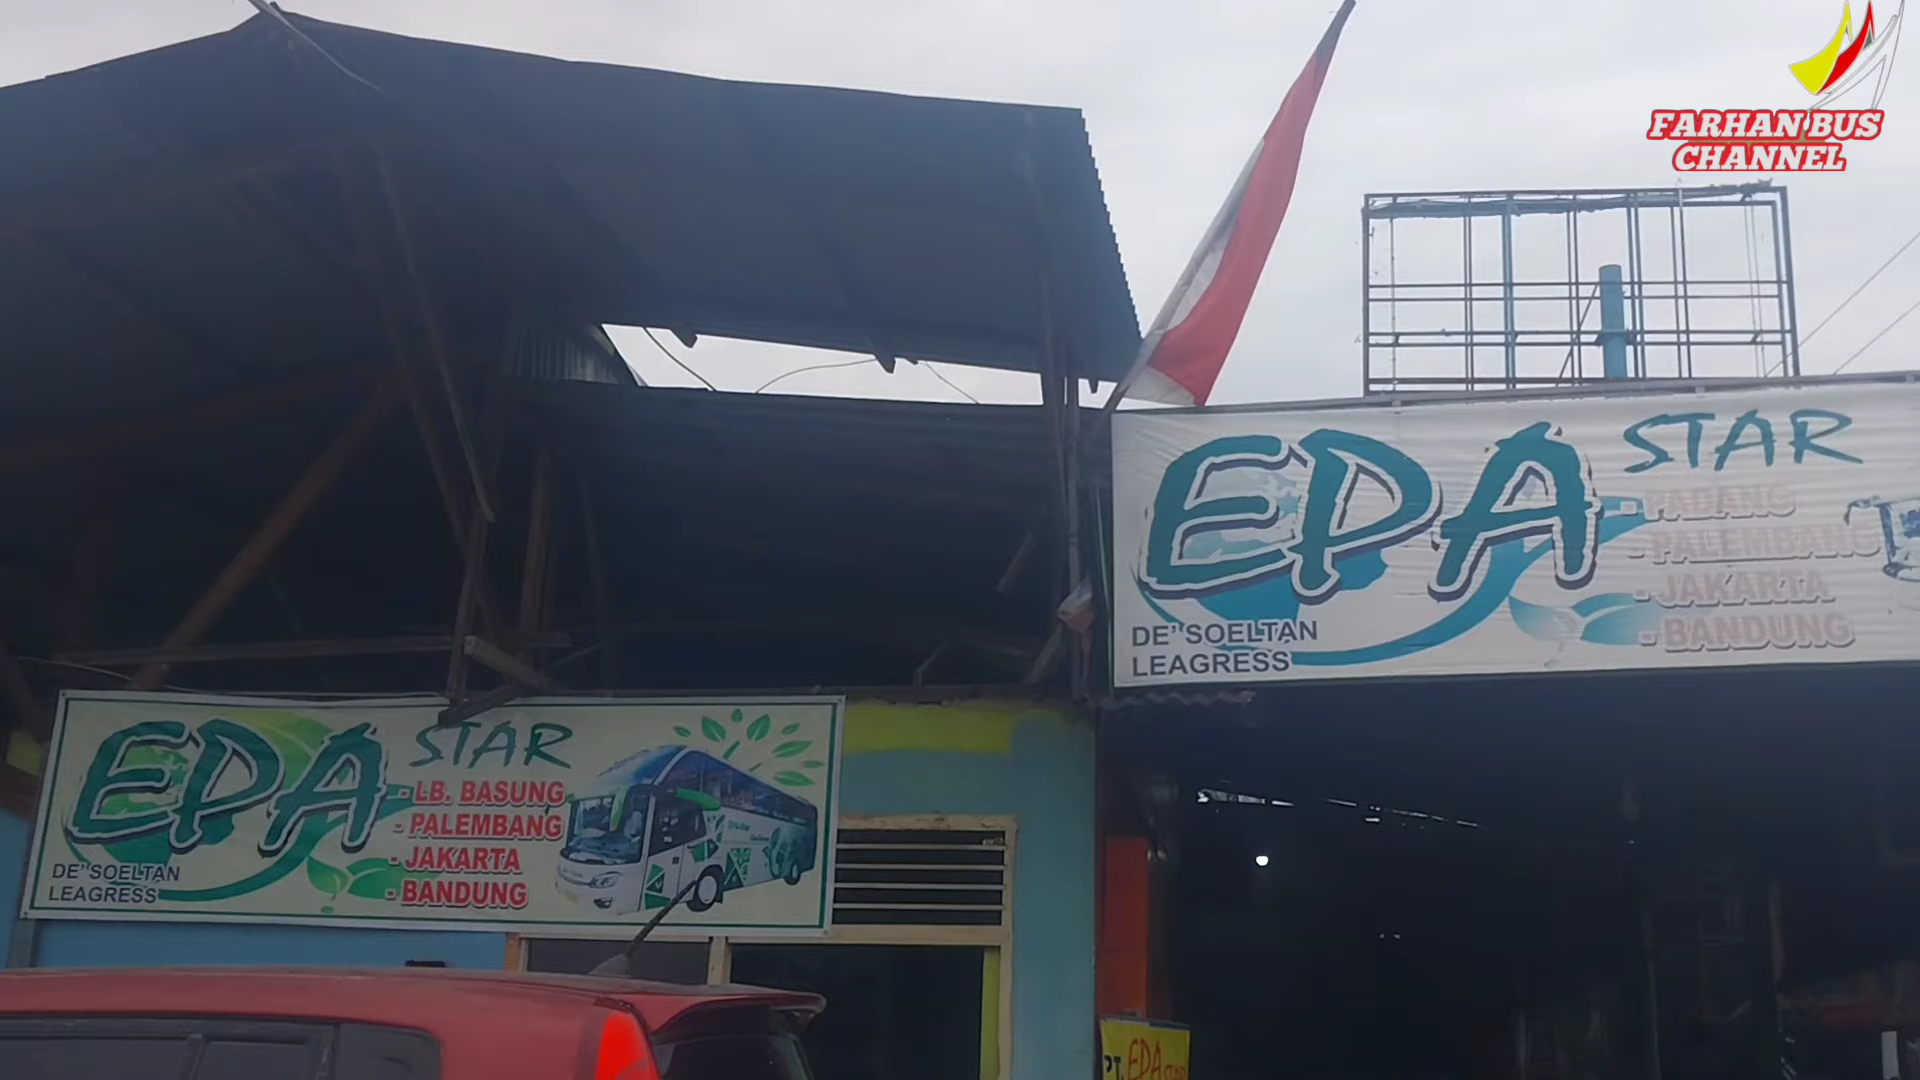 FARHAN BUS
CHANNEL
EPA STAR
- PADANG
- PALEMBANG
- JAKARTA
- BANDUNG
DE' SOELTAN
LEAGRESS
EPA STAR
- LB. BASUNG
- PALEMBANG
- JAKARTA
- BANDUNG
DE' SOELTAN
LEAGRESS
PT. EPA STAR